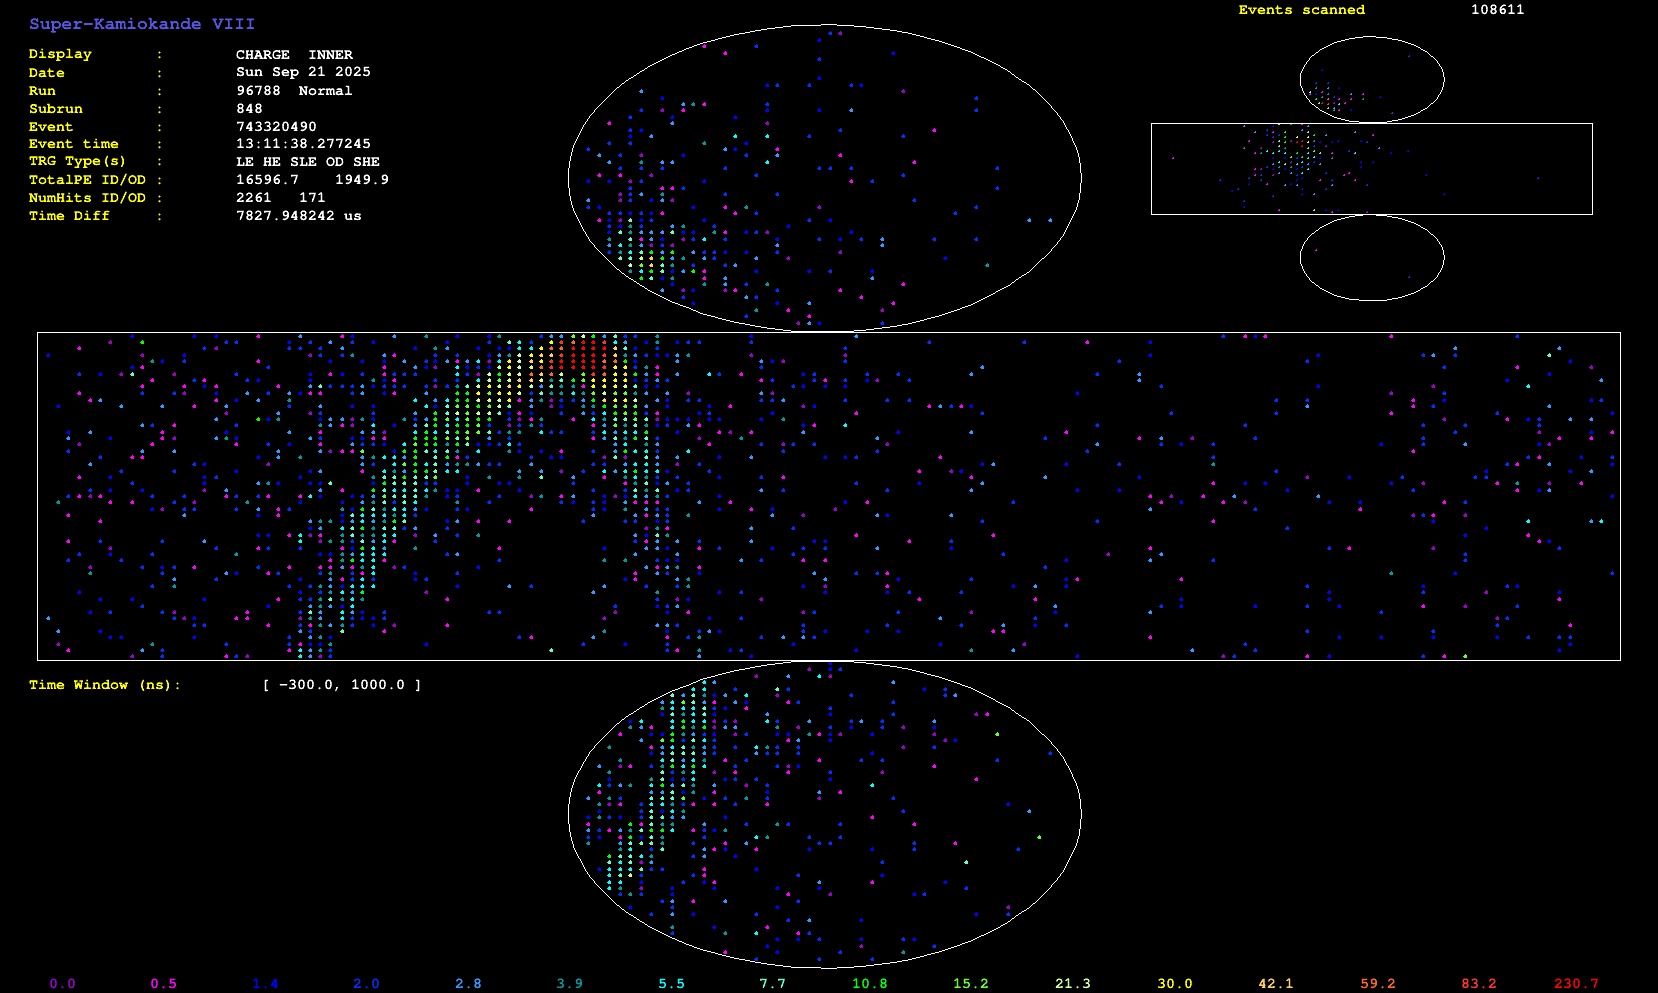 Super-Kamiokande VIII
Events scanned 108611
Display : CHARGE INNER
Date : Sun Sep 21 2025
Run : 96788 Normal
Subrun : 848
Event : 743320490
Event time : 13:11:38.277245
TRG Type(s) : LE HE SLE OD SHE
TotalPE ID/OD : 16596.7 1949.9
NumHits ID/OD : 2261 171
Time Diff : 7827.948242 us
Time Window (ns): [ -300.0, 1000.0 ]
0.0 0.5 1.4 2.0 2.8 3.9 5.5 7.7 10.8 15.2 21.3 30.0 42.1 59.2 83.2 230.7